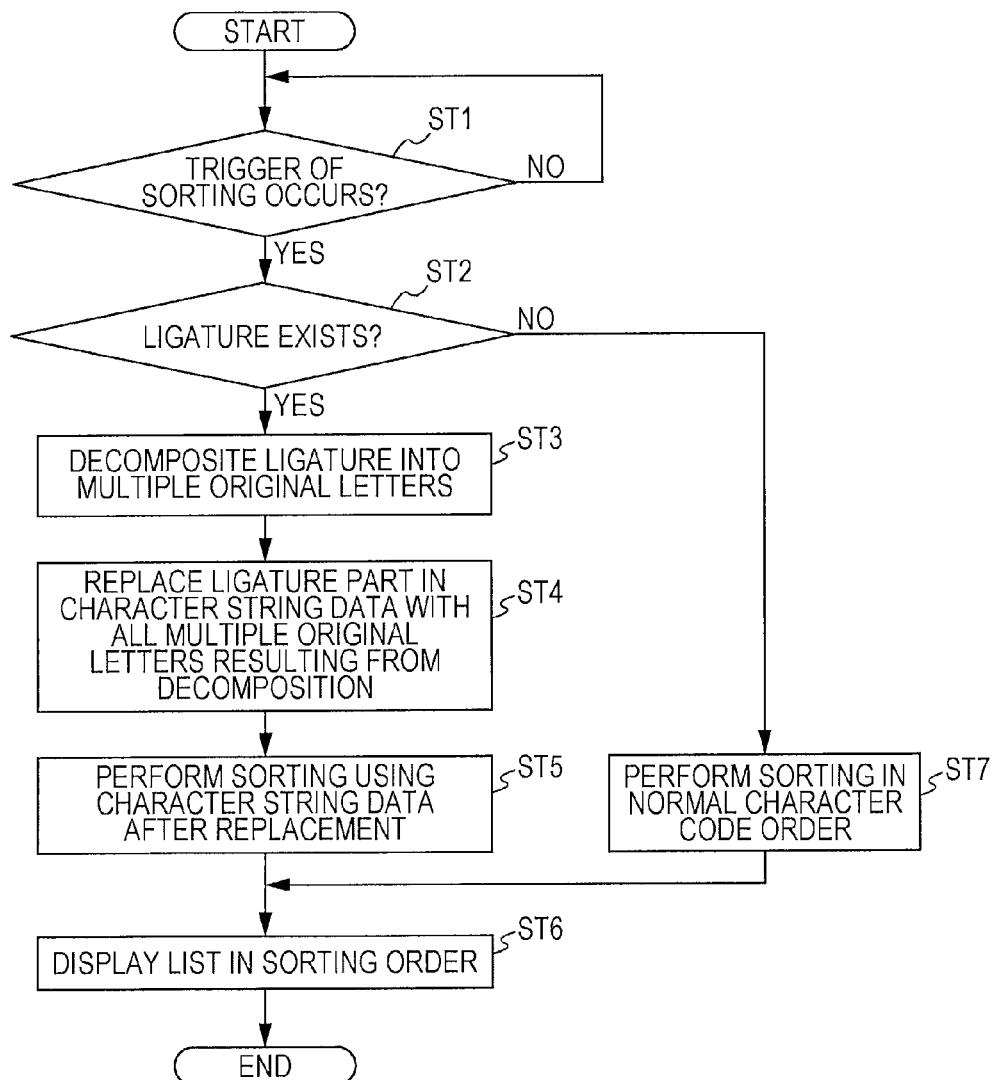 START
ST1
TRIGGER OF
SORTING OCCURS?
NO
YES
ST2
LIGATURE EXISTS?
NO
YES
ST3
DECOMPOSITE LIGATURE INTO
MULTIPLE ORIGINAL LETTERS
ST4
REPLACE LIGATURE PART IN
CHARACTER STRING DATA WITH
ALL MULTIPLE ORIGINAL
LETTERS RESULTING FROM
DECOMPOSITION
ST5
PERFORM SORTING USING
CHARACTER STRING DATA
AFTER REPLACEMENT
ST7
PERFORM SORTING IN
NORMAL CHARACTER
CODE ORDER
ST6
DISPLAY LIST IN SORTING ORDER
END